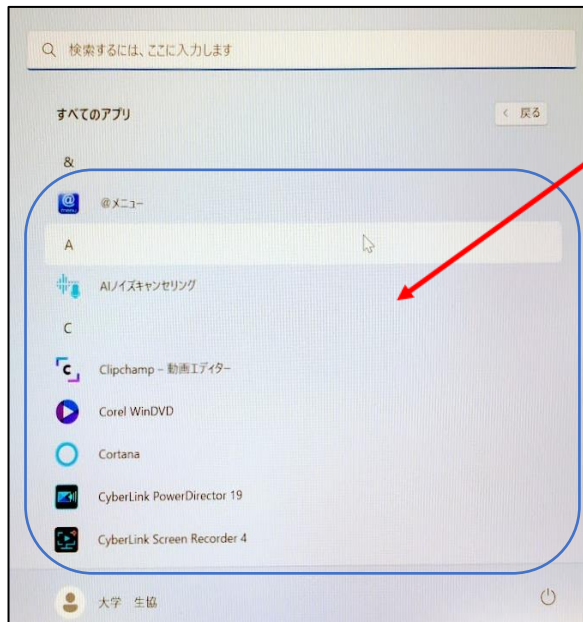 検索するには、ここに入力します
すべてのアプリ
< 戻る
&
@メニュー
A
AIノイズキャンセリング
C
Clipchamp – 動画エディター
Corel WinDVD
Cortana
CyberLink PowerDirector 19
CyberLink Screen Recorder 4
大学 生協